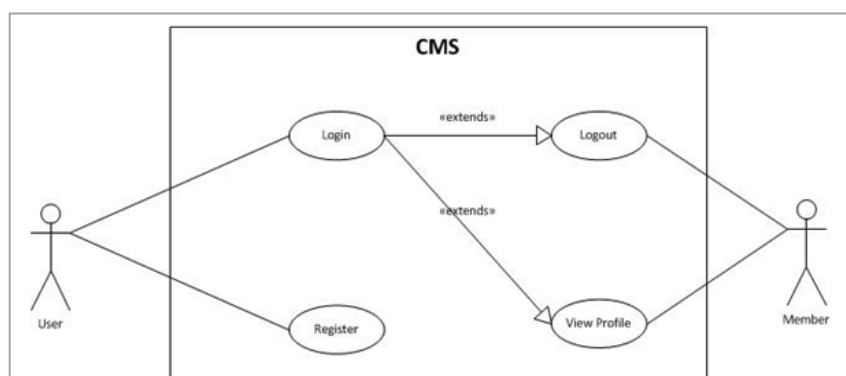 CMS
Login
«extends»
Logout
«extends»
User
Register
View Profile
Member